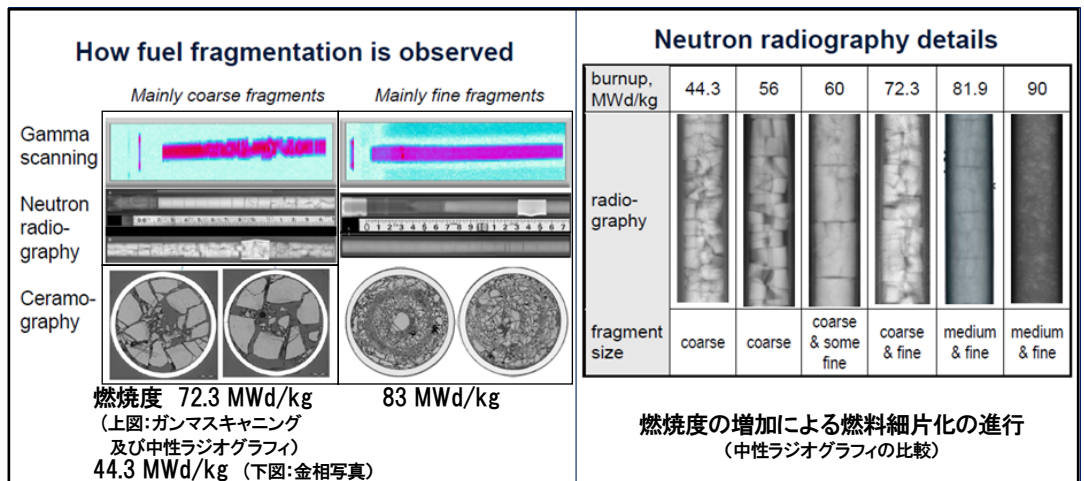 How fuel fragmentation is observed
Mainly coarse fragments
Mainly fine fragments
Gamma
scanning
Neutron
radio-
graphy
Ceramo-
graphy
燃焼度 72.3 MWd/kg
(上図:ガンマスキャニング
及び中性ラジオグラフィ)
44.3 MWd/kg (下図:金相写真)
83 MWd/kg
Neutron radiography details
burnup, MWd/kg
44.3
56
60
72.3
81.9
90
radio-
graphy
fragment
size
coarse
coarse
coarse
& some
fine
coarse
& fine
medium
& fine
medium
& fine
燃焼度の増加による燃料細片化の進行
(中性ラジオグラフィの比較)